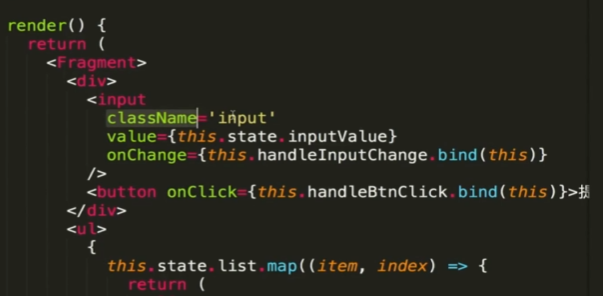 render() {
return (
<Fragment>
<div>
<input
className='input'
value={this.state.inputValue}
onChange={this.handleInputChange.bind(this)}
/>
<button onClick={this.handleBtnClick.bind(this)}>提
</div>
<ul>
{
this.state.list.map((item, index) => {
return (